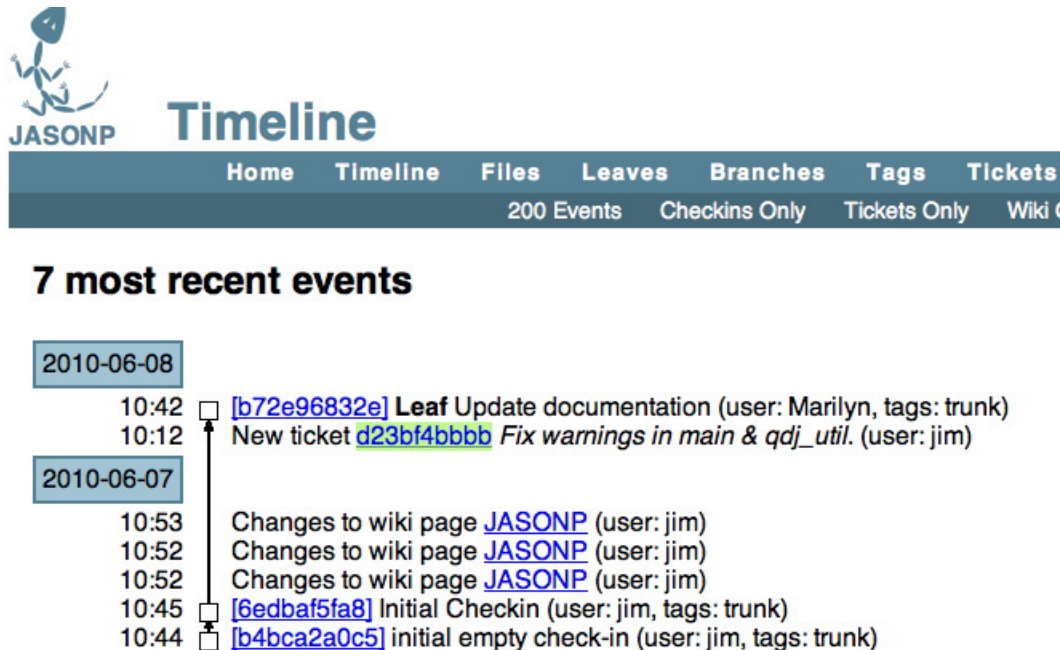 JASONP
Timeline
Home Timeline Files Leaves Branches Tags Tickets
200 Events Checkins Only Tickets Only Wiki
7 most recent events
2010-06-08
10:42 [b72e96832e] Leaf Update documentation (user: Marilyn, tags: trunk)
10:12 New ticket d23bf4bbbb Fix warnings in main & qdj_util. (user: jim)
2010-06-07
10:53 Changes to wiki page JASONP (user: jim)
10:52 Changes to wiki page JASONP (user: jim)
10:52 Changes to wiki page JASONP (user: jim)
10:45 [6edbaf5fa8] Initial Checkin (user: jim, tags: trunk)
10:44 [b4bca2a0c5] initial empty check-in (user: jim, tags: trunk)